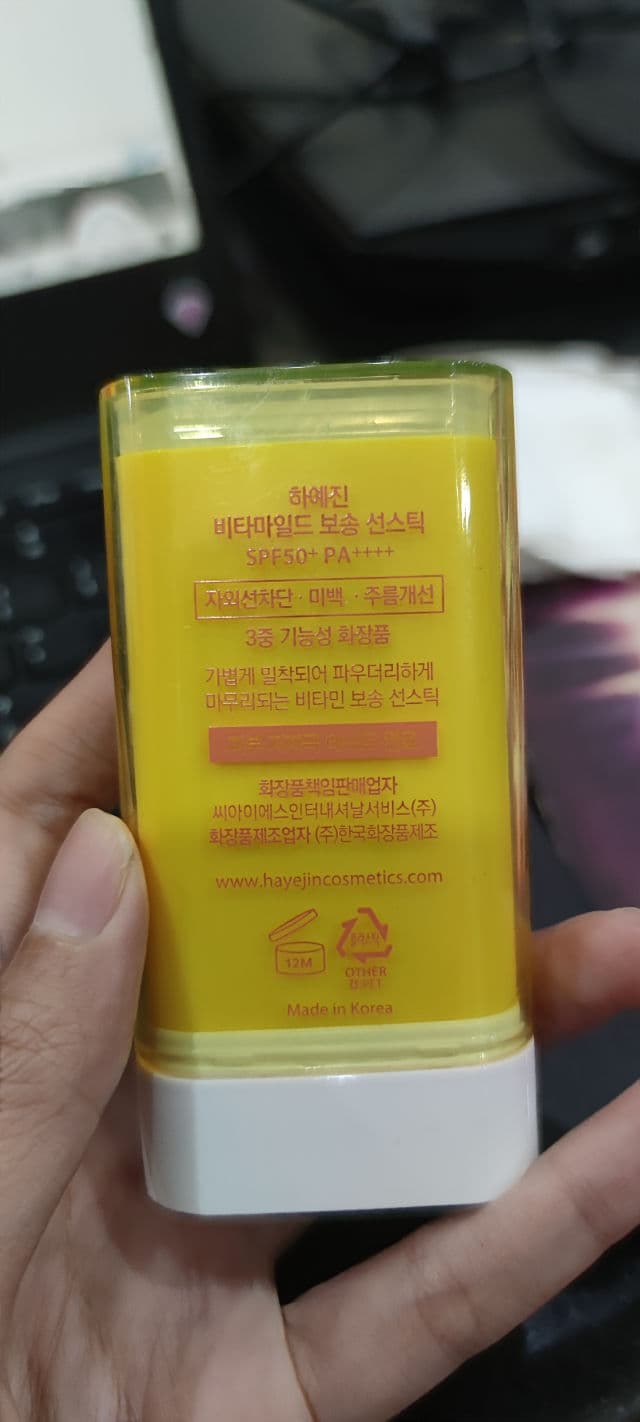 하예진
비타마일드 보송 선스틱
SPF50+ PA++++
자외선차단 · 미백 · 주름개선
3중 기능성 화장품
가볍게 밀착되어 파우더리하게
마무리되는 비타민 보송 선스틱
화장품책임판매업자
씨아이에스인터내셔날서비스(주)
화장품제조업자 (주)한국화장품제조
www.hayejincosmetics.com
12M
플라스틱
OTHER
Made in Korea